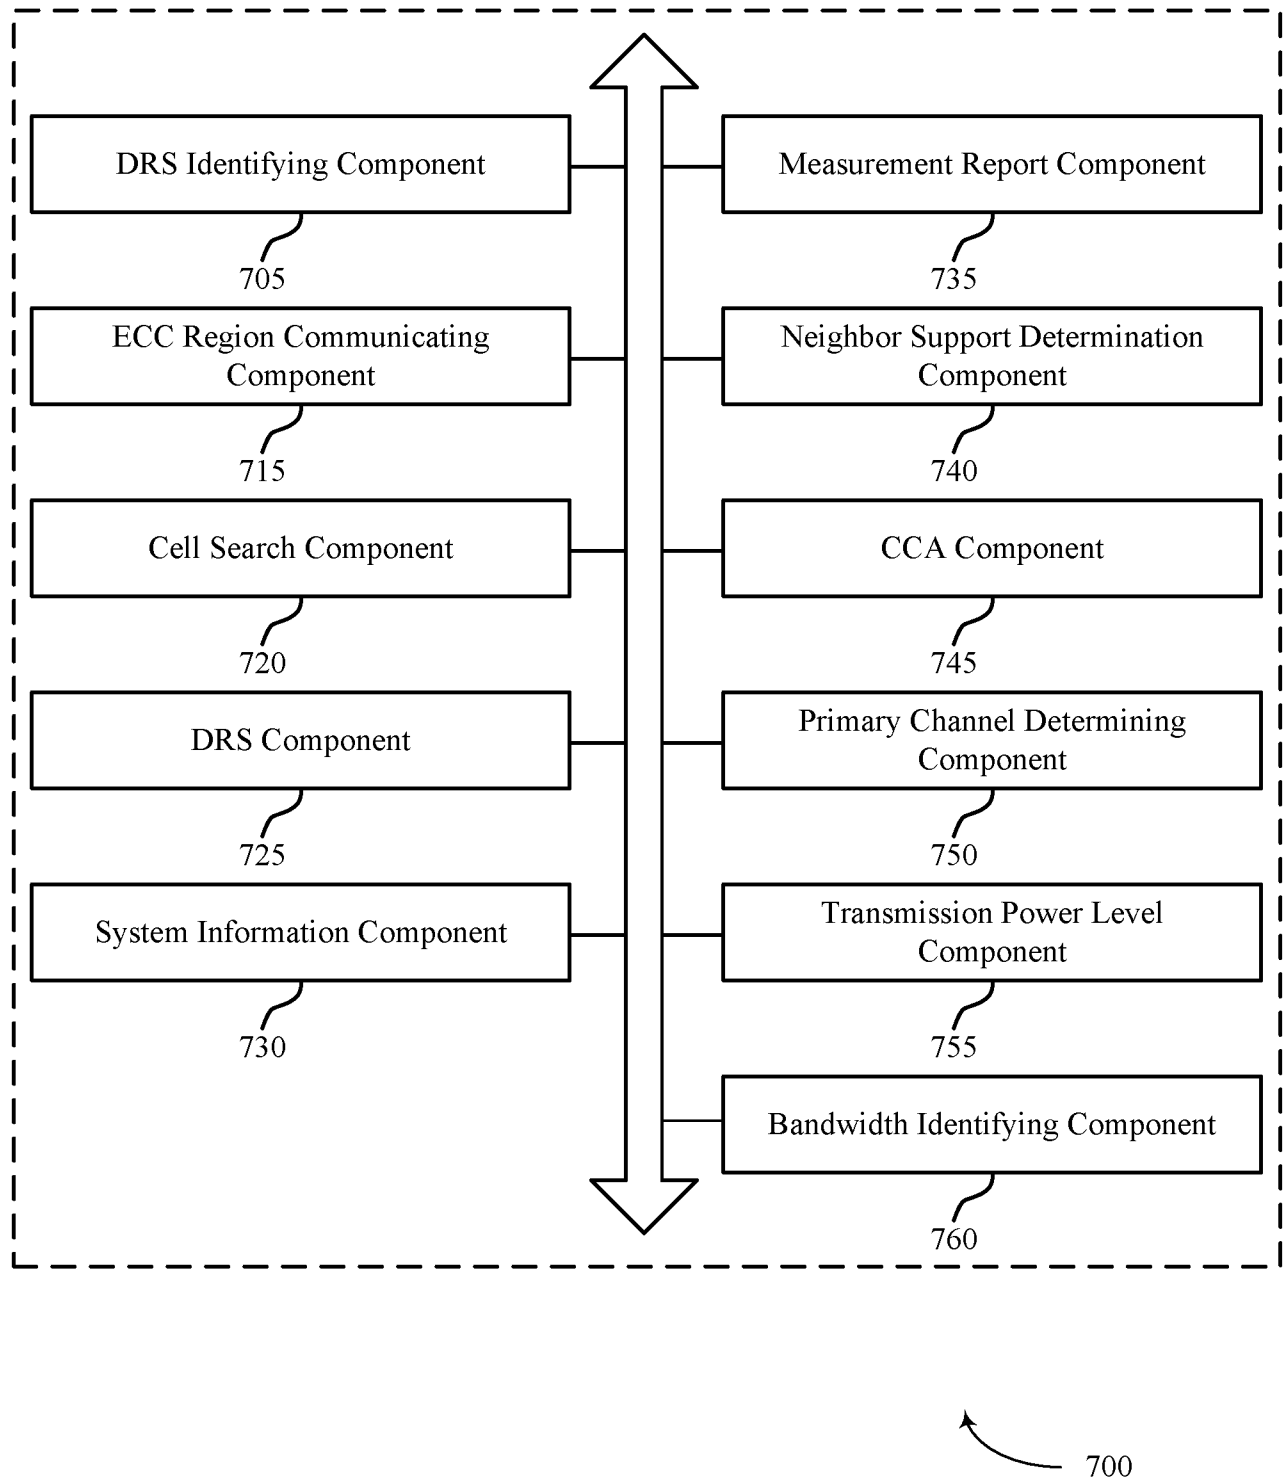 DRS Identifying Component
705
ECC Region Communicating
Component
715
Cell Search Component
720
DRS Component
725
System Information Component
730
Measurement Report Component
735
Neighbor Support Determination
Component
740
CCA Component
745
Primary Channel Determining
Component
750
Transmission Power Level
Component
755
Bandwidth Identifying Component
760
700